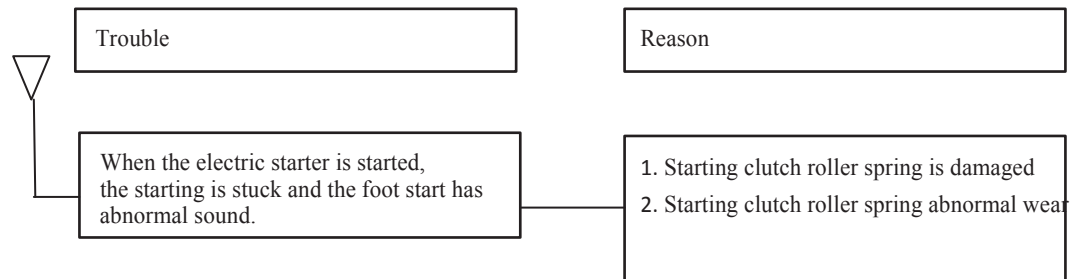 Trouble
Reason
When the electric starter is started,
the starting is stuck and the foot start has
abnormal sound.
1. Starting clutch roller spring is damaged
2. Starting clutch roller spring abnormal wear